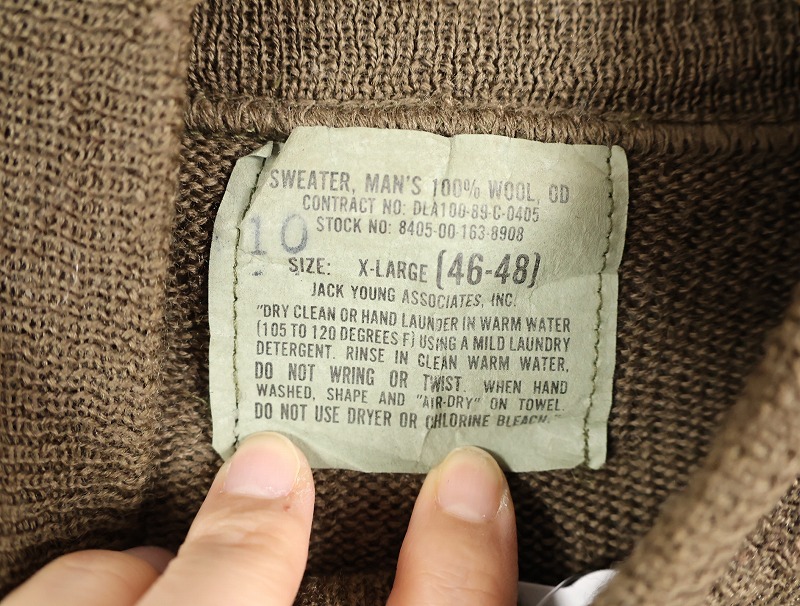 SWEATER, MAN'S 100% WOOL, OD
CONTRACT NO: DLA100-89-C-0405
STOCK NO: 8405-00-163-8908
10
SIZE: X-LARGE (46-48)
JACK YOUNG ASSOCIATES, INC.
"DRY CLEAN OR HAND LAUNDER IN WARM WATER
(105 TO 120 DEGREES F) USING A MILD LAUNDRY
DETERGENT. RINSE IN CLEAN WARM WATER,
DO NOT WRING OR TWIST. WHEN HAND
WASHED, SHAPE AND "AIR-DRY" ON TOWEL.
DO NOT USE DRYER OR CHLORINE BLEACH."